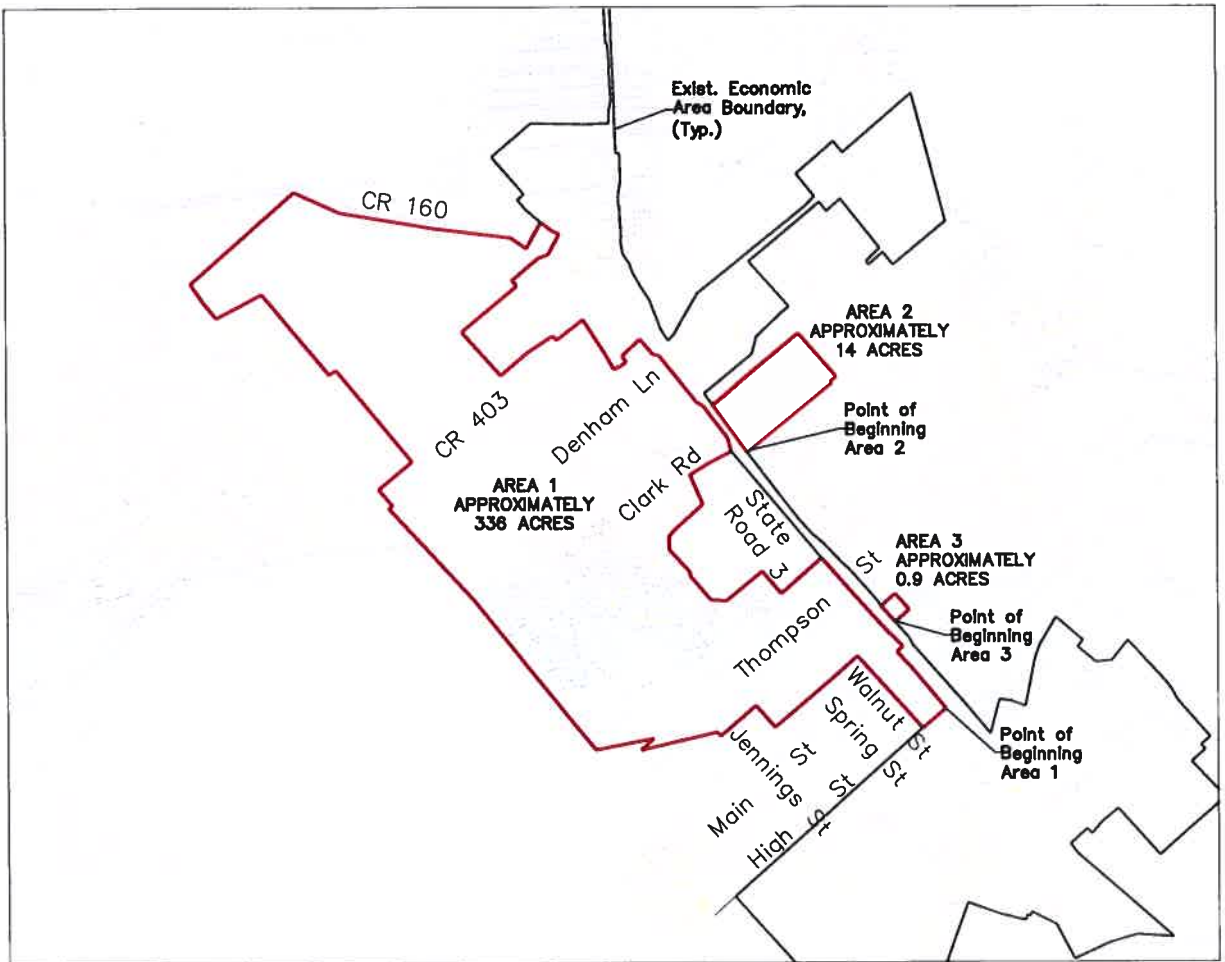 Exist. Economic
Area Boundary,
(Typ.)
CR 160
AREA 2
APPROXIMATELY
14 ACRES
Point of
Beginning
Area 2
CR 403
Denham Ln
Clark Rd
AREA 1
APPROXIMATELY
336 ACRES
State
Road 3
AREA 3
APPROXIMATELY
0.9 ACRES
Point of
Beginning
Area 3
Thompson St
Walnut St
Spring St
Jennings St
Main St
High St
Point of
Beginning
Area 1